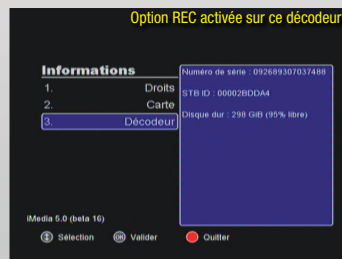 Option REC activée sur ce décodeur
Informations
1. Droits
2. Carte
3. Décodeur
Numéro de série : 092689307037488
STB ID : 00002BDDA4
Disque dur : 298 GiB (95% libre)
iMedia 5.0 (beta 16)
Sélection OK Valider Quitter